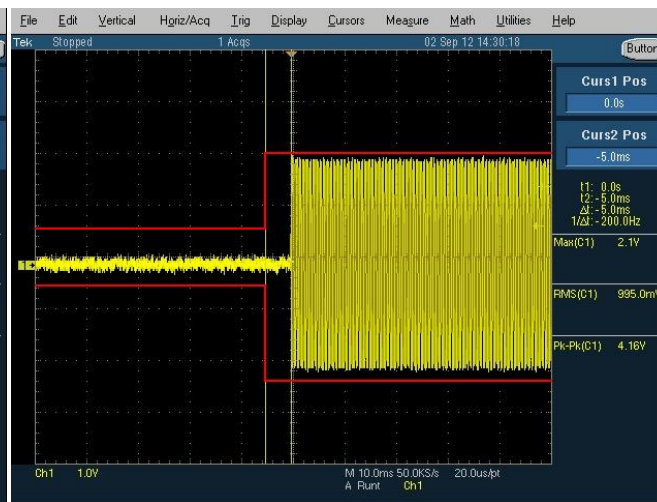 File Edit Vertical Horiz/Acq Trig Display Cursors Measure Math Utilities Help
Tek Stopped 1 Acqs 02 Sep 12 14:30:18
Button
Curs1 Pos
0.0s
Curs2 Pos
-5.0ms
t1: 0.0s
t2: -5.0ms
Δt: -5.0ms
1/Δt: -200.0Hz
Max(C1) 2.1V
RMS(C1) 995.0mV
Pk-Pk(C1) 4.16V
1
Ch1 1.0V M 10.0ms 50.0KS/s 20.0us/pt
A Runt Ch1